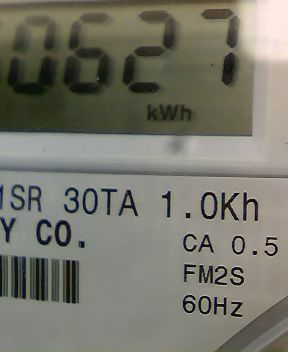 0627
kWh
1SR 30TA 1.0Kh
Y CO.
CA 0.5
FM2S
60Hz